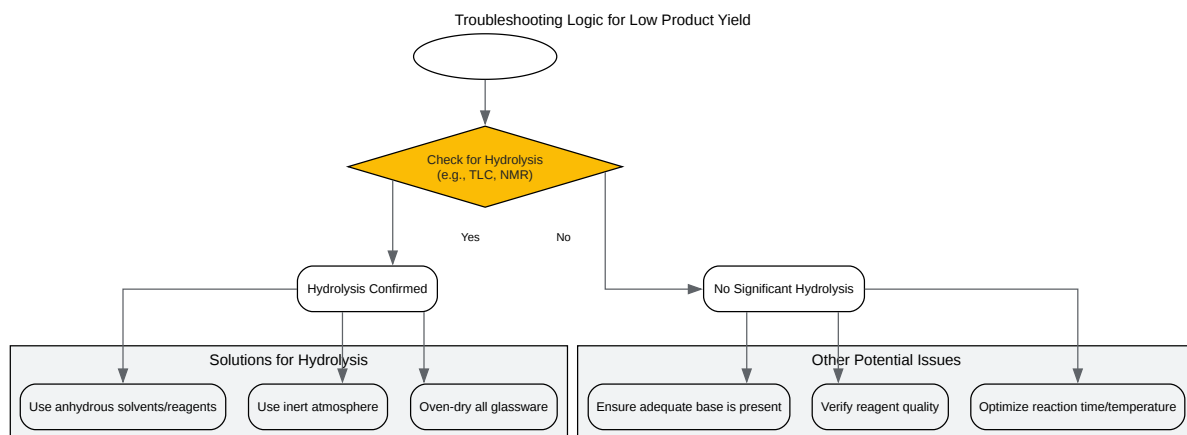 Troubleshooting Logic for Low Product Yield
Check for Hydrolysis
(e.g., TLC, NMR)
Yes
No
Hydrolysis Confirmed
No Significant Hydrolysis
Solutions for Hydrolysis
Other Potential Issues
Use anhydrous solvents/reagents
Use inert atmosphere
Oven-dry all glassware
Ensure adequate base is present
Verify reagent quality
Optimize reaction time/temperature